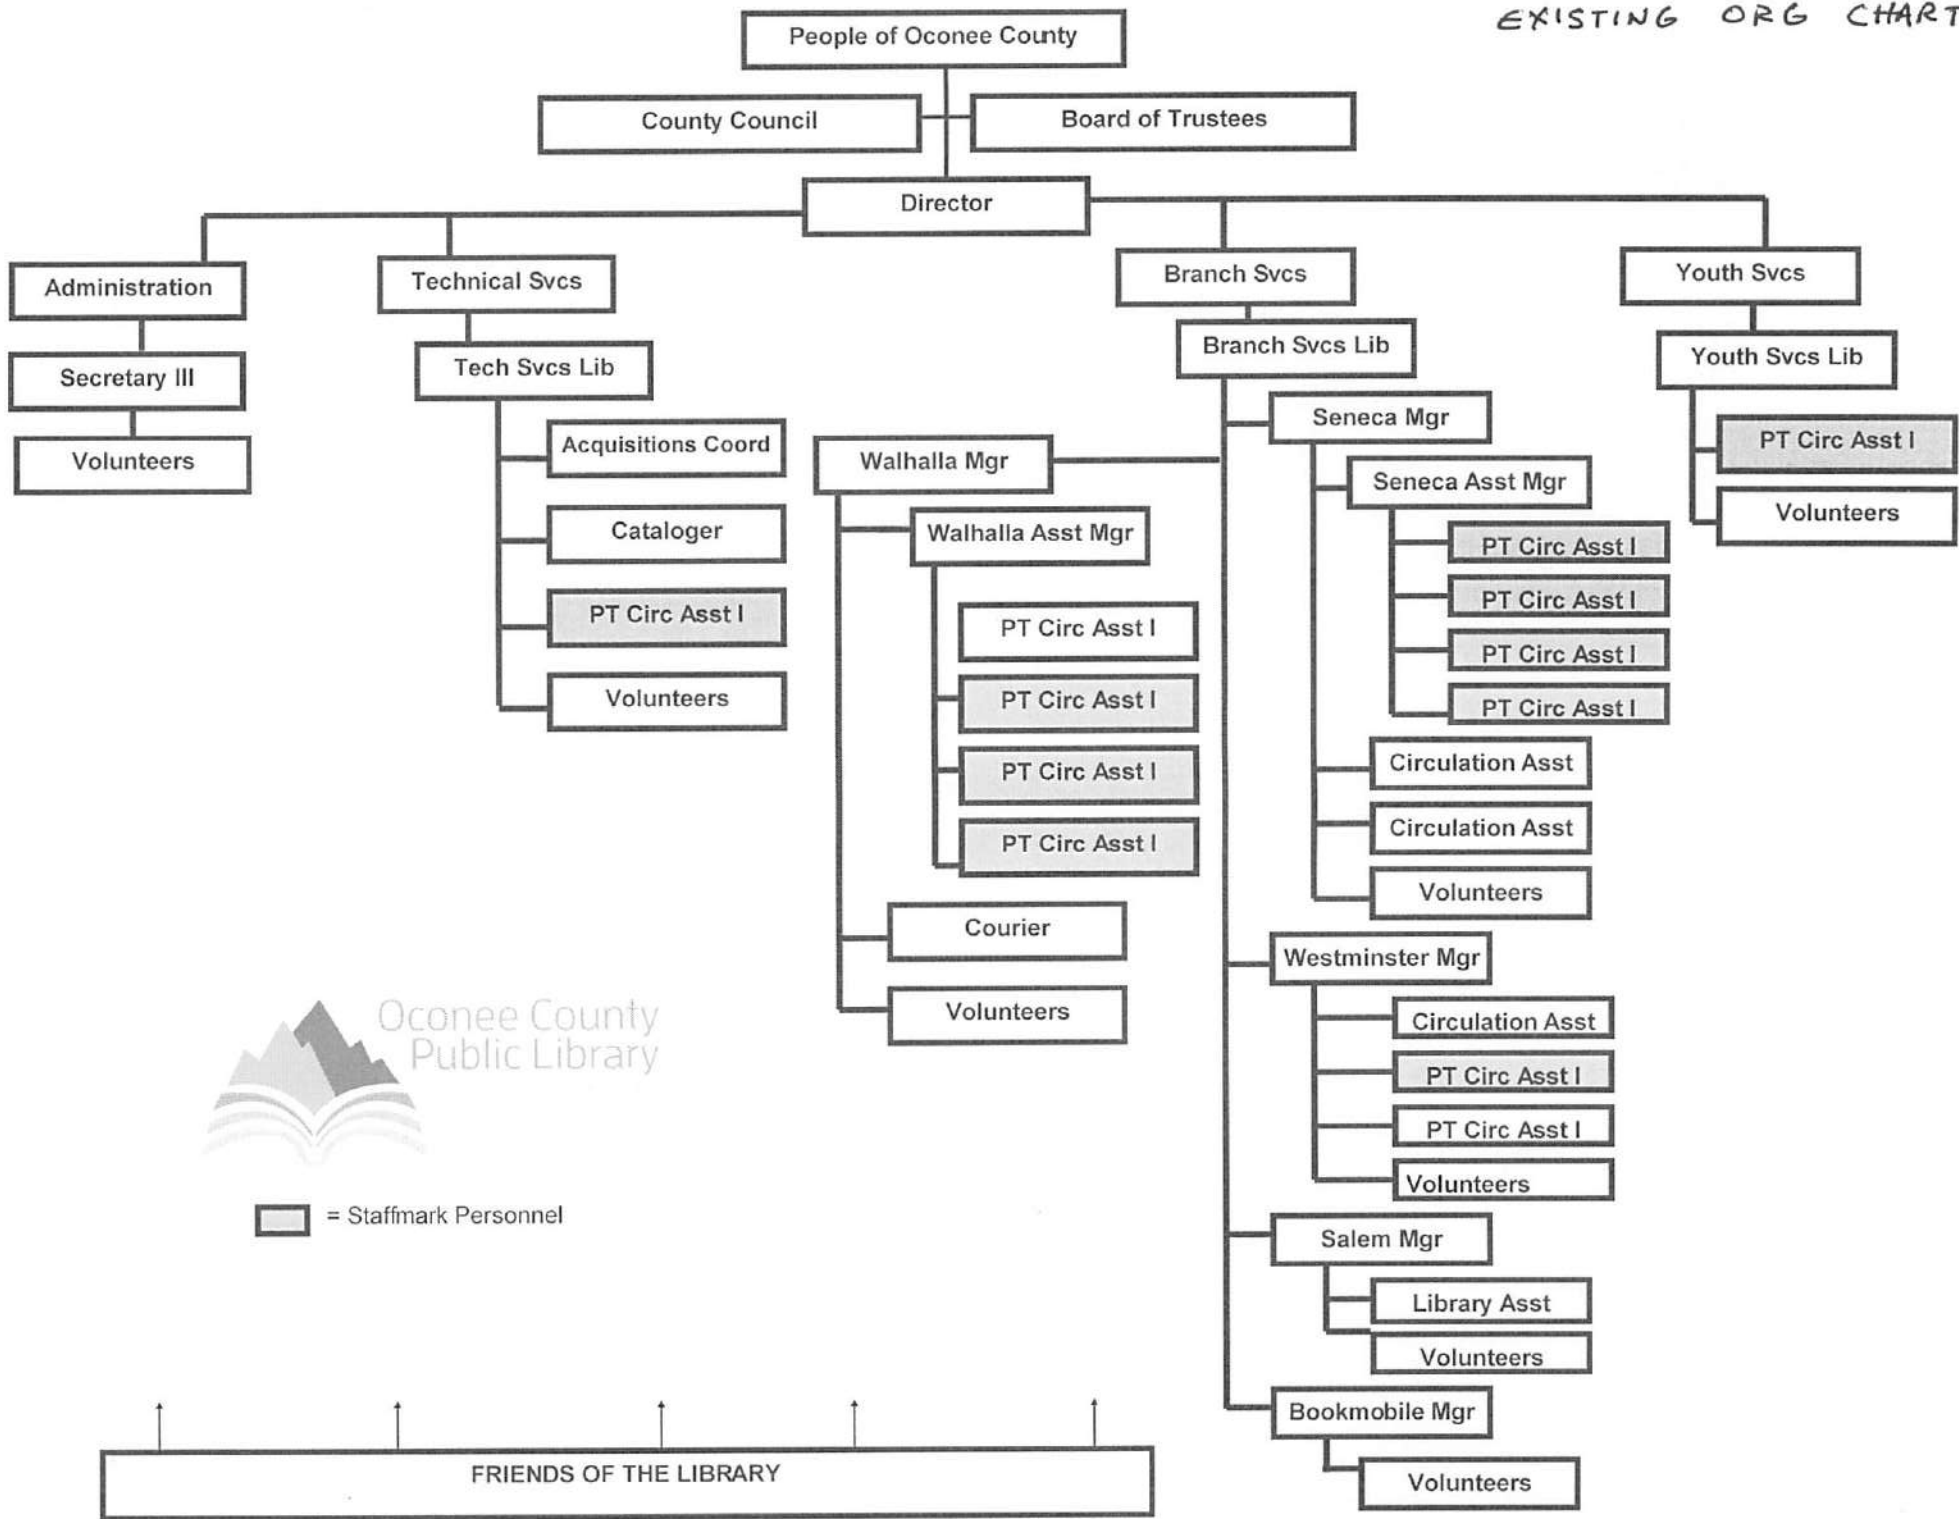 EXISTING ORG CHART
People of Oconee County
County Council
Board of Trustees
Director
Administration
Secretary III
Volunteers
Technical Svcs
Tech Svcs Lib
Acquisitions Coord
Cataloger
PT Circ Asst I
Volunteers
Branch Svcs
Branch Svcs Lib
Walhalla Mgr
Walhalla Asst Mgr
PT Circ Asst I
PT Circ Asst I
PT Circ Asst I
PT Circ Asst I
Courier
Volunteers
Seneca Mgr
Seneca Asst Mgr
PT Circ Asst I
PT Circ Asst I
PT Circ Asst I
PT Circ Asst I
Circulation Asst
Circulation Asst
Volunteers
Westminster Mgr
Circulation Asst
PT Circ Asst I
PT Circ Asst I
Volunteers
Salem Mgr
Library Asst
Volunteers
Bookmobile Mgr
Volunteers
Youth Svcs
Youth Svcs Lib
PT Circ Asst I
Volunteers
Oconee County
Public Library
= Staffmark Personnel
FRIENDS OF THE LIBRARY